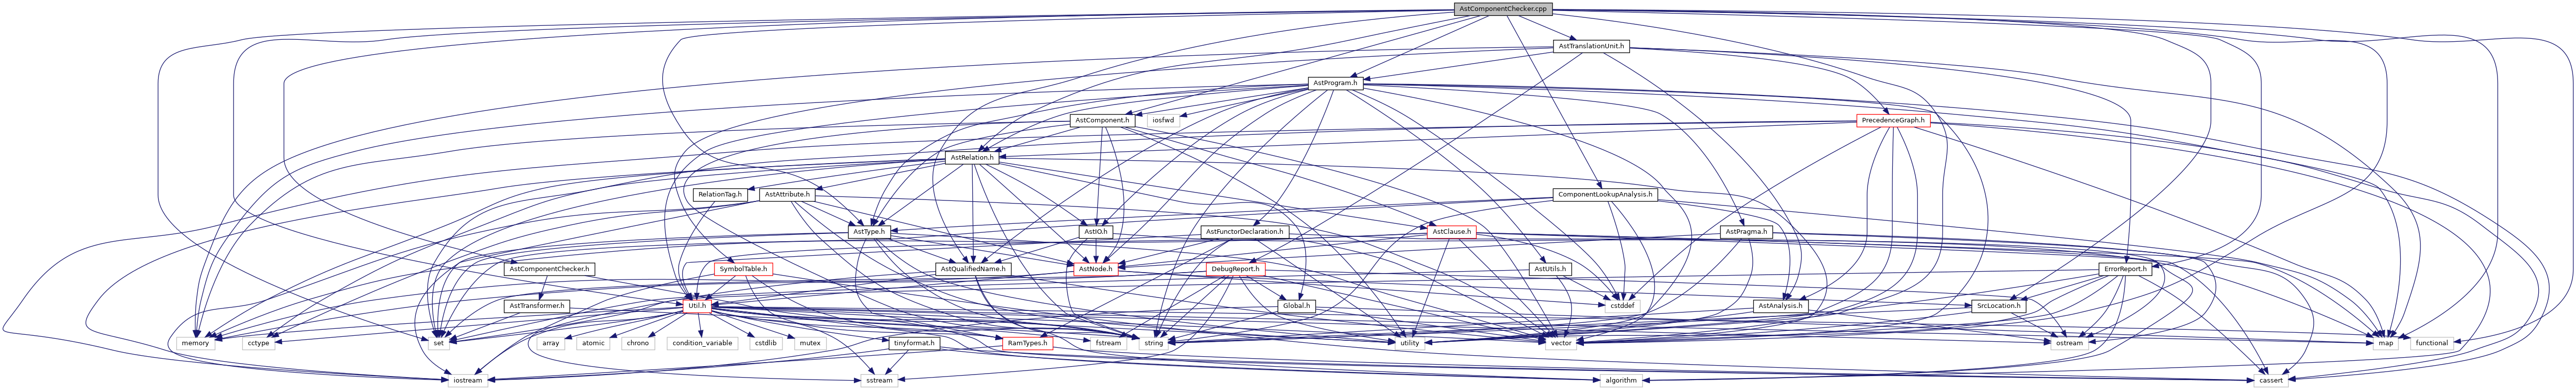 AstComponentChecker.cpp
AstTranslationUnit.h
AstProgram.h
AstComponent.h
iosfwd
PrecedenceGraph.h
AstRelation.h
RelationTag.h
AstAttribute.h
ComponentLookupAnalysis.h
AstType.h
AstIO.h
AstFunctorDeclaration.h
AstClause.h
AstPragma.h
AstComponentChecker.h
SymbolTable.h
AstQualifiedName.h
AstNode.h
DebugReport.h
AstUtils.h
ErrorReport.h
AstTransformer.h
Util.h
cstddef
Global.h
AstAnalysis.h
SrcLocation.h
memory
cctype
set
array
atomic
chrono
condition_variable
cstdlib
mutex
tinyformat.h
RamTypes.h
fstream
string
utility
vector
ostream
map
functional
iostream
sstream
algorithm
cassert